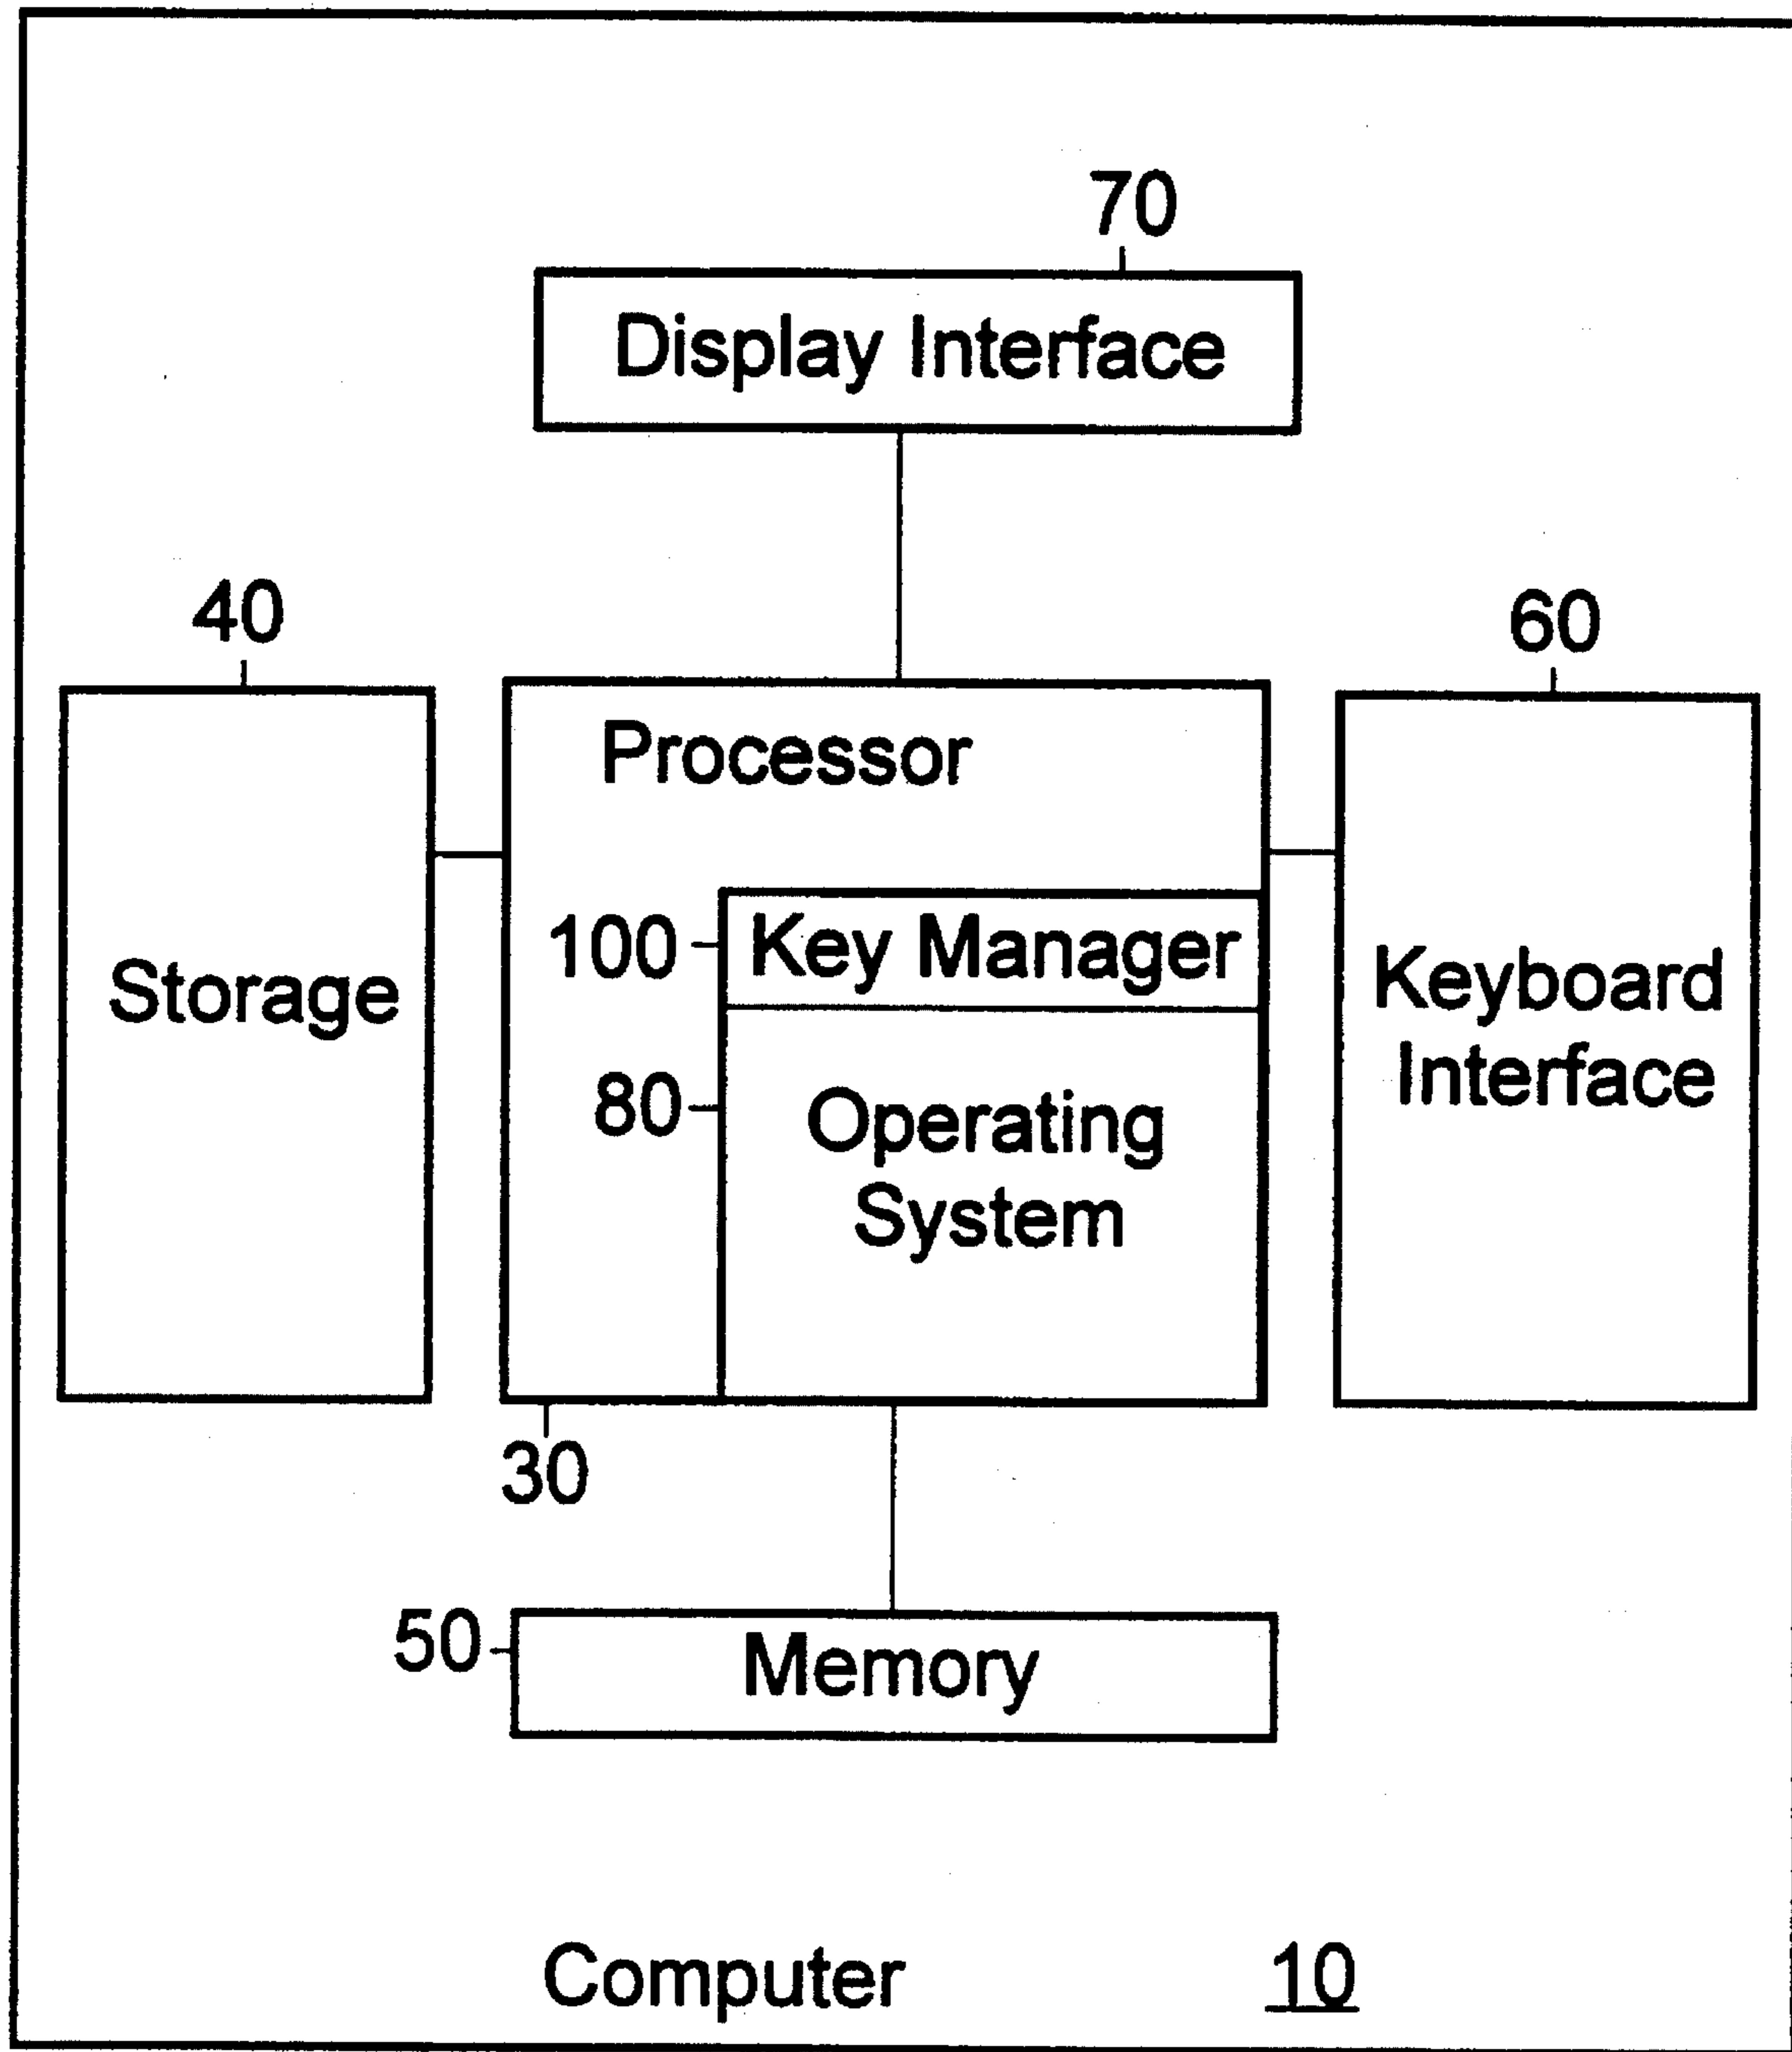 70
Display Interface
40
60
Processor
100
Key Manager
Storage
Keyboard
Interface
80
Operating
System
30
50
Memory
Computer
10